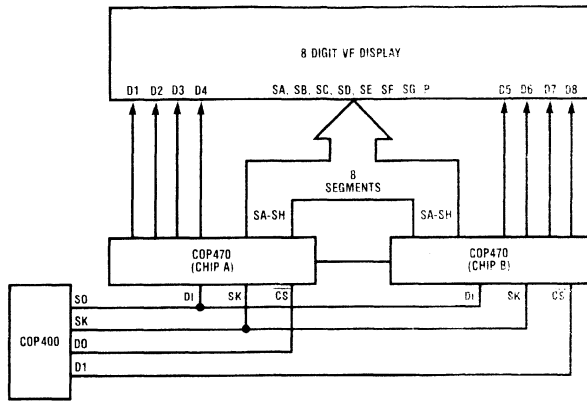 8 DIGIT VF DISPLAY
D1 D2 D3 D4 SA, SB, SC, SD, SE SF SG P D5 D6 D7 D8
8
SEGMENTS
SA-SH SA-SH
COP470
(CHIP A)
COP470
(CHIP B)
DI SK CS DI SK CS
COP400
SO
SK
DO
D1